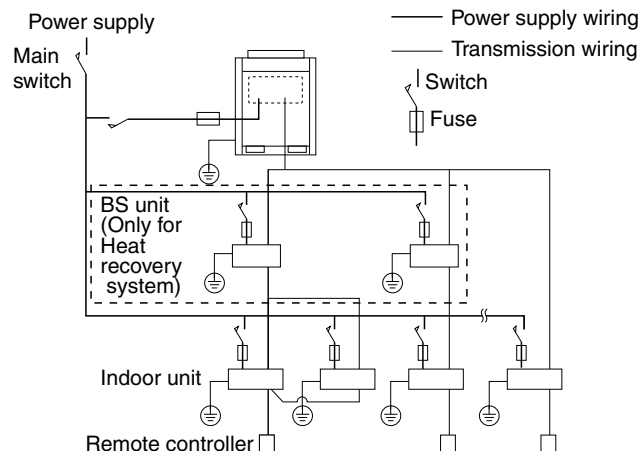 Power supply
Main
switch
Power supply wiring
Transmission wiring
Switch
Fuse
BS unit
(Only for
Heat
recovery
system)
Indoor unit
Remote controller